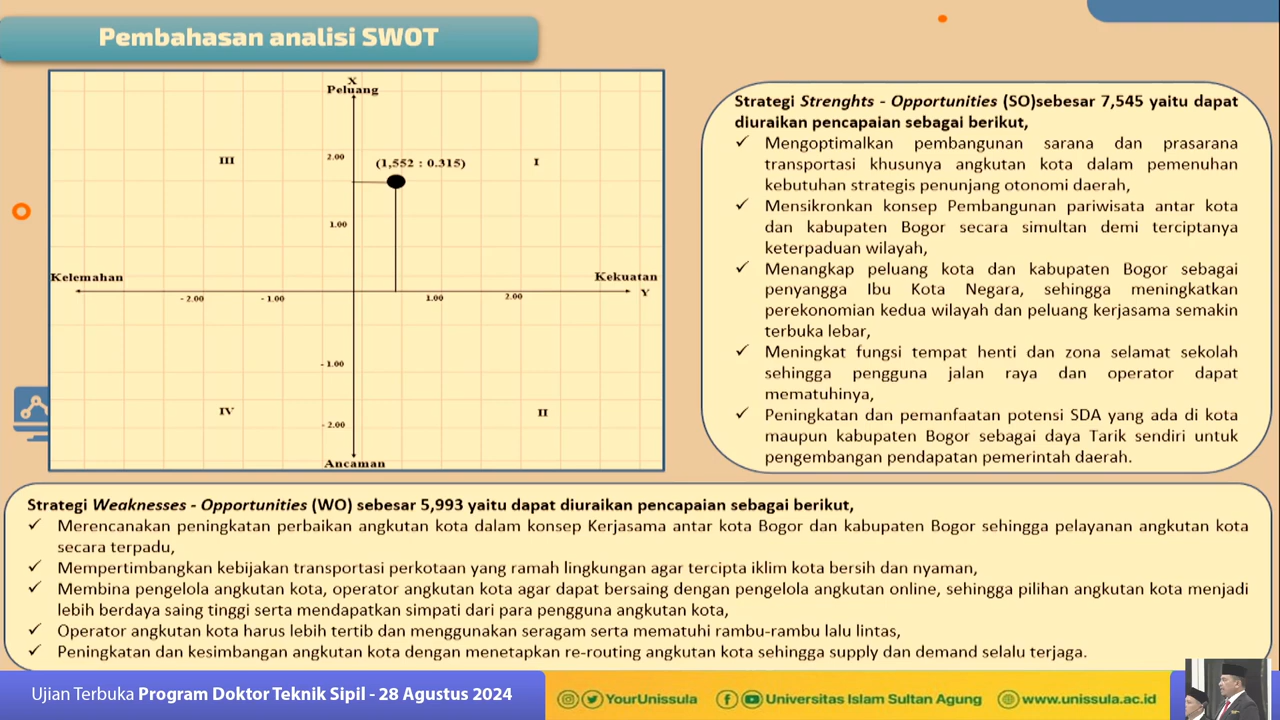 Pembahasan analisi SWOT
X
Peluang
III
2.00
(1,552 : 0.315)
I
1.00
Kelemahan
Kekuatan
- 2.00
- 1.00
1.00
2.00
Y
- 1.00
IV
II
- 2.00
Ancaman
Strategi Strenghts - Opportunities (SO)sebesar 7,545 yaitu dapat
diuraikan pencapaian sebagai berikut,
✓ Mengoptimalkan pembangunan sarana dan prasarana
transportasi khusunya angkutan kota dalam pemenuhan
kebutuhan strategis penunjang otonomi daerah,
✓ Mensikronkan konsep Pembangunan pariwisata antar kota
dan kabupaten Bogor secara simultan demi terciptanya
keterpaduan wilayah,
✓ Menangkap peluang kota dan kabupaten Bogor sebagai
penyangga Ibu Kota Negara, sehingga meningkatkan
perekonomian kedua wilayah dan peluang kerjasama semakin
terbuka lebar,
✓ Meningkat fungsi tempat henti dan zona selamat sekolah
sehingga pengguna jalan raya dan operator dapat
mematuhinya,
✓ Peningkatan dan pemanfaatan potensi SDA yang ada di kota
maupun kabupaten Bogor sebagai daya Tarik sendiri untuk
pengembangan pendapatan pemerintah daerah.
Strategi Weaknesses - Opportunities (WO) sebesar 5,993 yaitu dapat diuraikan pencapaian sebagai berikut,
✓ Merencanakan peningkatan perbaikan angkutan kota dalam konsep Kerjasama antar kota Bogor dan kabupaten Bogor sehingga pelayanan angkutan kota
secara terpadu,
✓ Mempertimbangkan kebijakan transportasi perkotaan yang ramah lingkungan agar tercipta iklim kota bersih dan nyaman,
✓ Membina pengelola angkutan kota, operator angkutan kota agar dapat bersaing dengan pengelola angkutan online, sehingga pilihan angkutan kota menjadi
lebih berdaya saing tinggi serta mendapatkan simpati dari para pengguna angkutan kota,
✓ Operator angkutan kota harus lebih tertib dan menggunakan seragam serta mematuhi rambu-rambu lalu lintas,
✓ Peningkatan dan kesimbangan angkutan kota dengan menetapkan re-routing angkutan kota sehingga supply dan demand selalu terjaga.
Ujian Terbuka Program Doktor Teknik Sipil - 28 Agustus 2024
YourUnissula
Universitas Islam Sultan Agung
www.unissula.ac.id